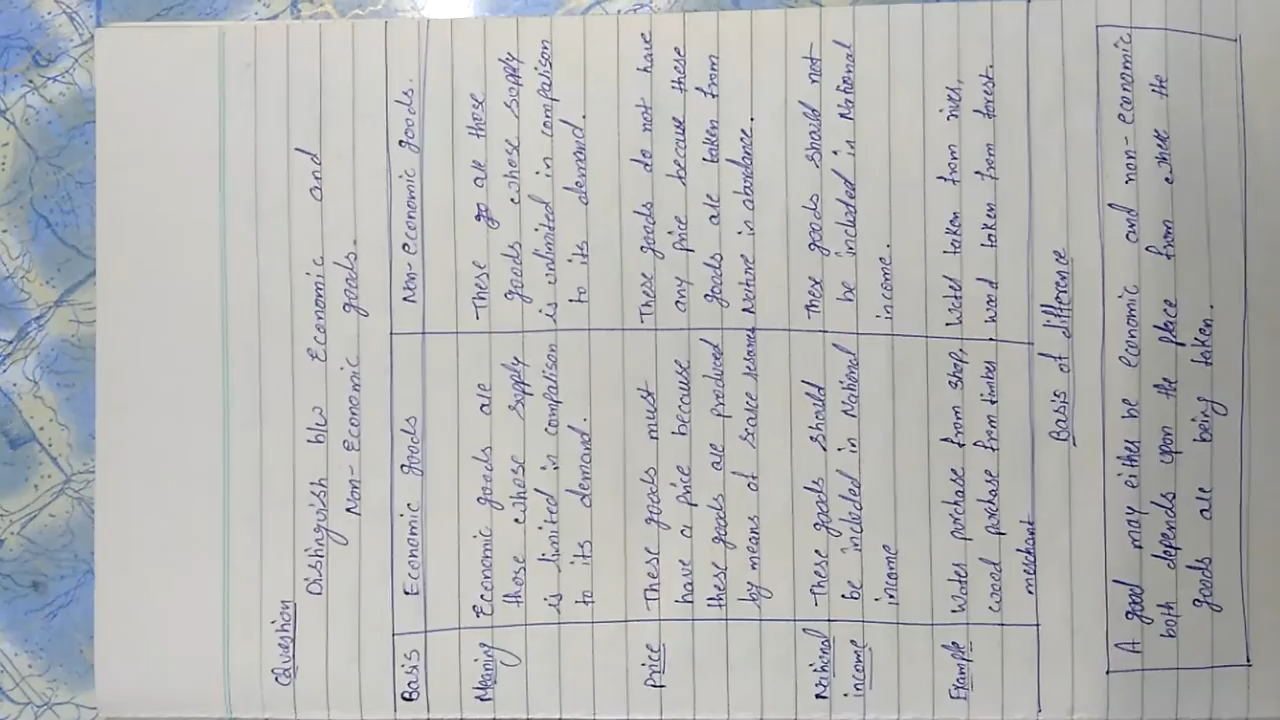 Question
Distinguish b/w Economic and
Non-Economic goods.
Basis Economic goods Non-economic goods.
Meaning Economic goods are
those whose supply
is limited in comparison
to its demand.
These go are those
goods whose supply
is unlimited in comparison
to its demand.
Price These goods must
have a price because
these goods are produced
by means of scarce
These goods do not have
any price because these
goods are taken from
Nature in abundance.
National
income
These goods should
be included in National
income
These goods should not
be included in National
income.
Example Water purchase from shop,
wood purchase from timber
merchant
Water taken from river,
wood taken from forest.
Basis of difference
A good may either be economic and non-economic
both depends upon the place from where the
goods are being taken.